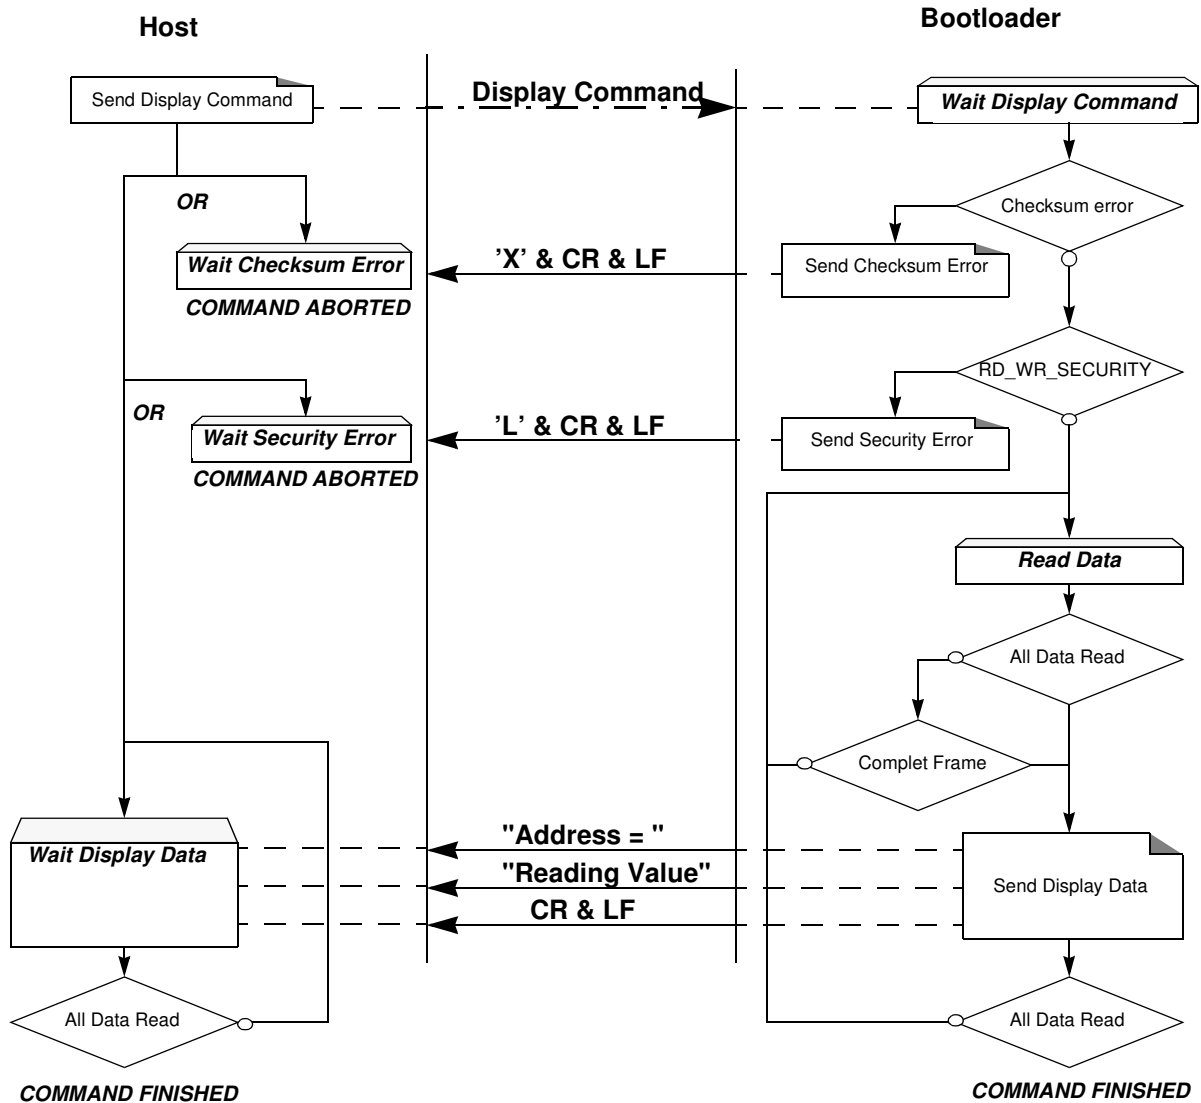 Host
Bootloader
Send Display Command
Display Command
Wait Display Command
OR
Checksum error
Wait Checksum Error
’X’ & CR & LF
Send Checksum Error
COMMAND ABORTED
RD_WR_SECURITY
OR
Wait Security Error
’L’ & CR & LF
Send Security Error
COMMAND ABORTED
Read Data
All Data Read
Complet Frame
Wait Display Data
"Address = "
"Reading Value"
CR & LF
Send Display Data
All Data Read
All Data Read
COMMAND FINISHED
COMMAND FINISHED